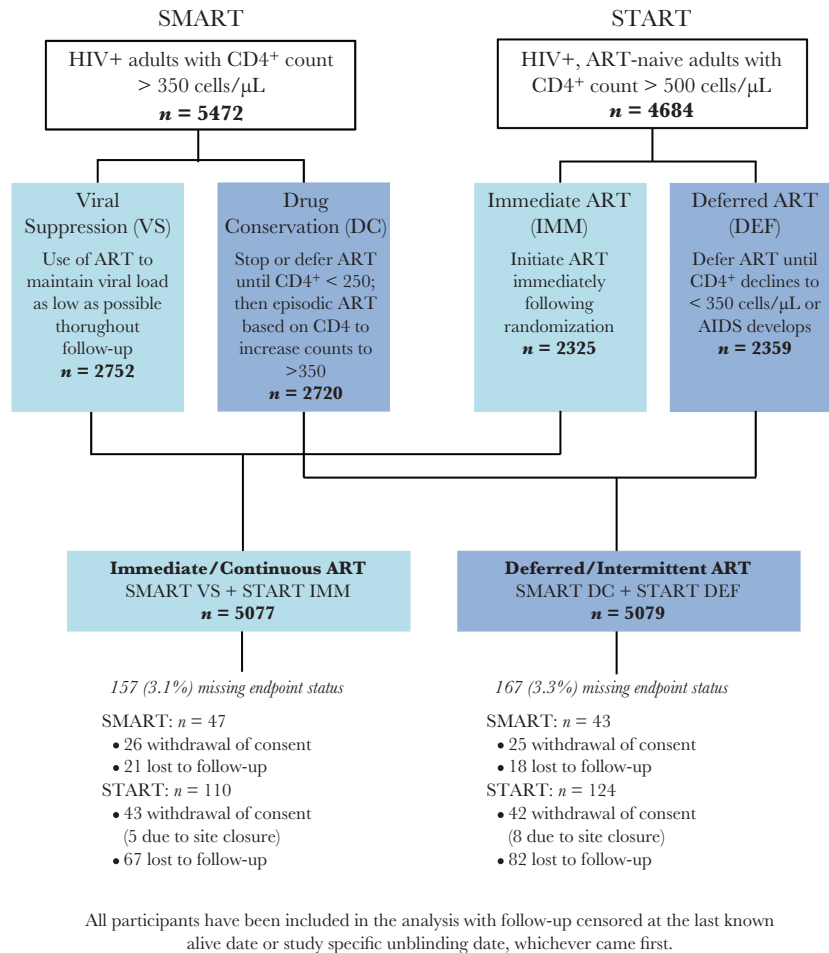 SMART
START
HIV+ adults with CD4+ count
> 350 cells/μL
n = 5472
HIV+, ART-naive adults with
CD4+ count > 500 cells/μL
n = 4684
Viral
Suppression (VS)
Use of ART to
maintain viral load
as low as possible
thorughout
follow-up
n = 2752
Drug
Conservation (DC)
Stop or defer ART
until CD4+ < 250;
then episodic ART
based on CD4 to
increase counts to
>350
n = 2720
Immediate ART
(IMM)
Initiate ART
immediately
following
randomization
n = 2325
Deferred ART
(DEF)
Defer ART until
CD4+ declines to
< 350 cells/μL or
AIDS develops
n = 2359
Immediate/Continuous ART
SMART VS + START IMM
n = 5077
Deferred/Intermittent ART
SMART DC + START DEF
n = 5079
157 (3.1%) missing endpoint status
SMART: n = 47
• 26 withdrawal of consent
• 21 lost to follow-up
START: n = 110
• 43 withdrawal of consent
(5 due to site closure)
• 67 lost to follow-up
167 (3.3%) missing endpoint status
SMART: n = 43
• 25 withdrawal of consent
• 18 lost to follow-up
START: n = 124
• 42 withdrawal of consent
(8 due to site closure)
• 82 lost to follow-up
All participants have been included in the analysis with follow-up censored at the last known
alive date or study specific unblinding date, whichever came first.